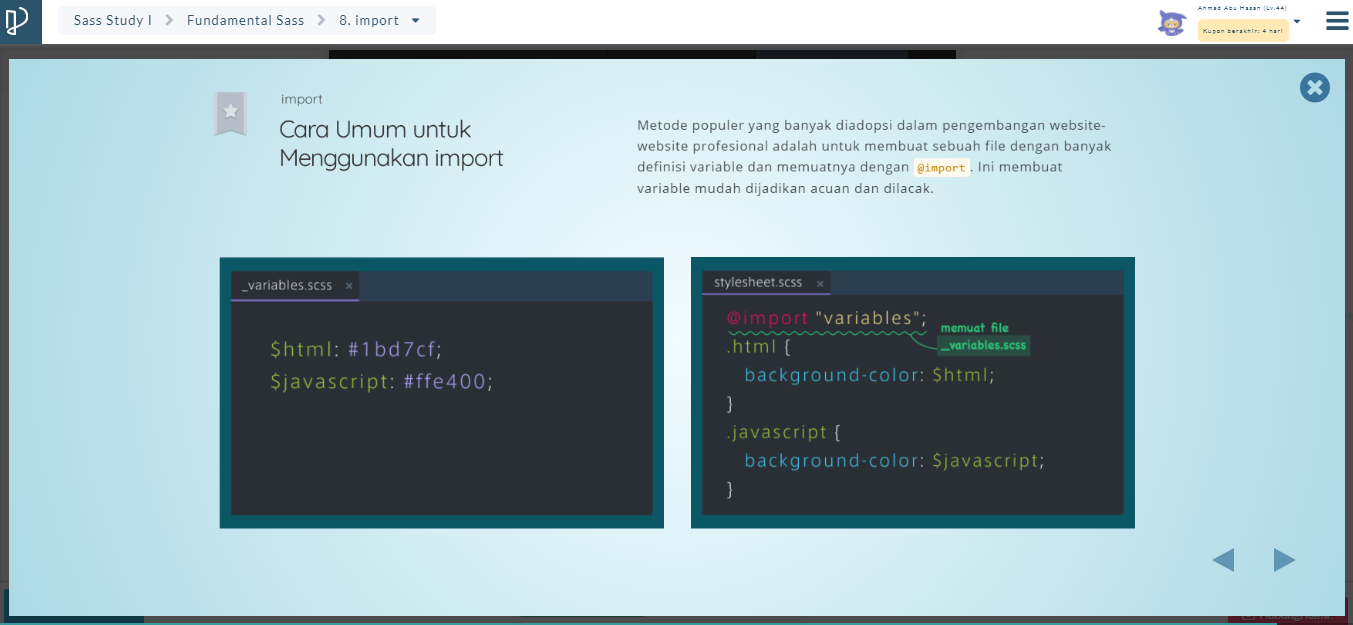 Sass Study I
Fundamental Sass
8. import
Ahmad Abu Hasan (Lv.44)
Kupon berakhir: 4 hari
import
Cara Umum untuk
Menggunakan import
Metode populer yang banyak diadopsi dalam pengembangan website-
website profesional adalah untuk membuat sebuah file dengan banyak
definisi variable dan memuatnya dengan @import. Ini membuat
variable mudah dijadikan acuan dan dilacak.
_variables.scss ×
$html: #1bd7cf;
$javascript: #ffe400;
stylesheet.scss ×
@import "variables";
memuat file
_variables.scss
.html {
background-color: $html;
}
.javascript {
background-color: $javascript;
}
Hubungi Kami